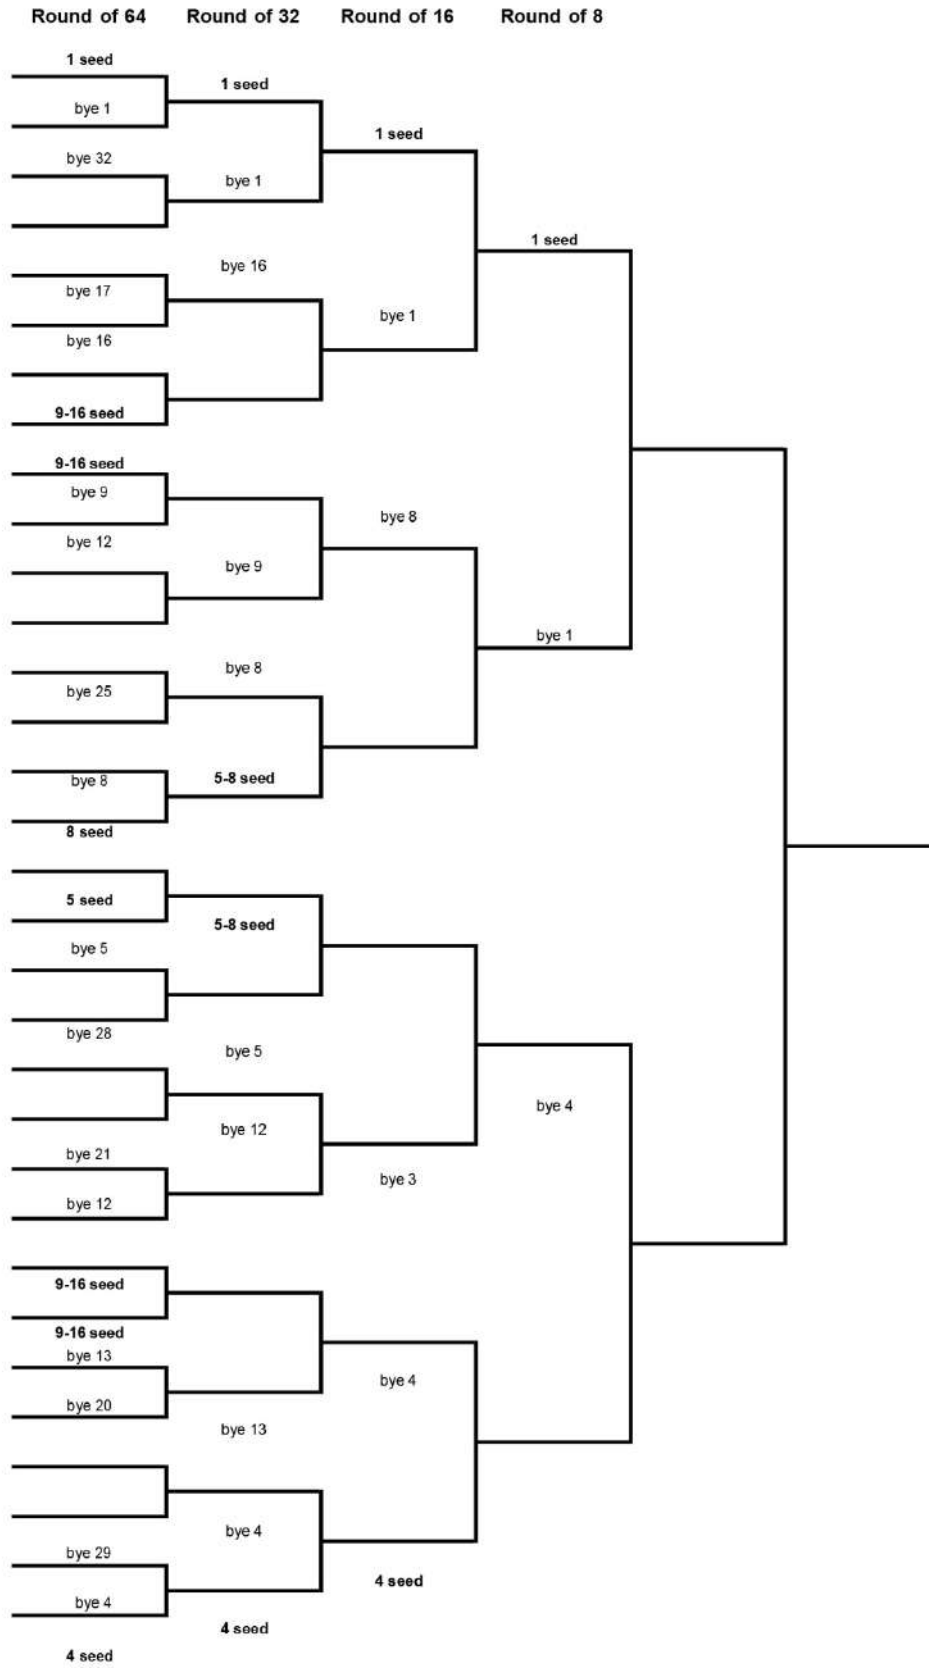 Round of 64
Round of 32
Round of 16
Round of 8
1 seed
bye 1
bye 32
bye 17
bye 16
9-16 seed
9-16 seed
bye 9
bye 12
bye 25
bye 8
8 seed
5 seed
bye 5
bye 28
bye 21
bye 12
9-16 seed
9-16 seed
bye 13
bye 20
bye 29
bye 4
4 seed
1 seed
bye 1
bye 16
bye 9
bye 8
5-8 seed
5-8 seed
bye 5
bye 12
bye 13
bye 4
4 seed
1 seed
bye 1
bye 8
bye 3
bye 4
4 seed
1 seed
bye 1
bye 4